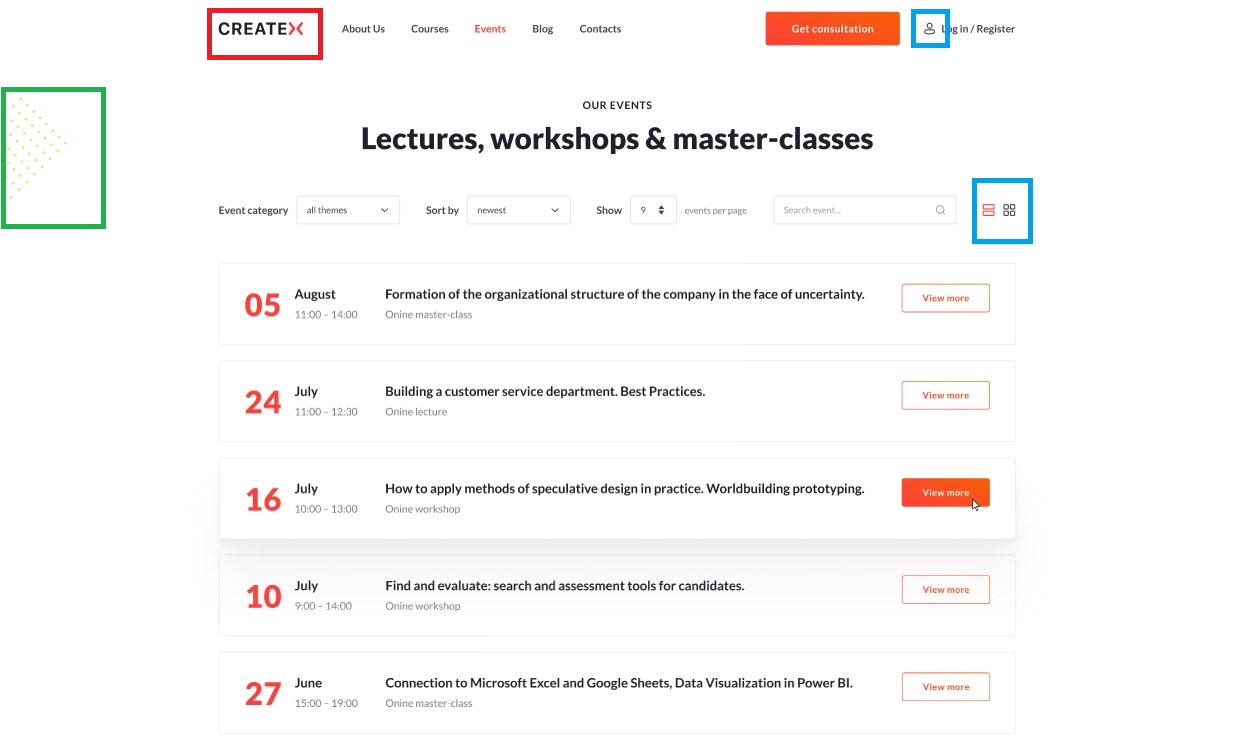 CREATEX About Us Courses Events Blog Contacts Get consultation Log in / Register
OUR EVENTS
Lectures, workshops & master-classes
Event category all themes Sort by newest Show 9 events per page Search event...
05 August Formation of the organizational structure of the company in the face of uncertainty. View more
11:00 – 14:00 Onine master-class
24 July Building a customer service department. Best Practices. View more
11:00 – 12:30 Onine lecture
16 July How to apply methods of speculative design in practice. Worldbuilding prototyping. View more
10:00 – 13:00 Onine workshop
10 July Find and evaluate: search and assessment tools for candidates. View more
9:00 – 14:00 Onine workshop
27 June Connection to Microsoft Excel and Google Sheets, Data Visualization in Power BI. View more
15:00 – 19:00 Onine master-class